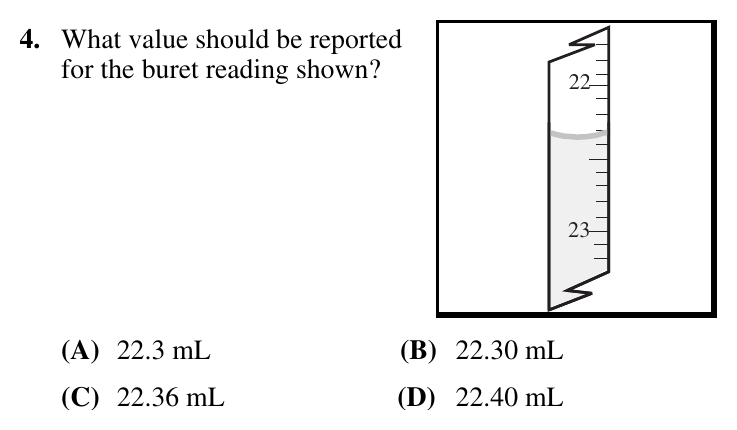 4. What value should be reported
for the buret reading shown?
22
23
(A) 22.3 mL (B) 22.30 mL
(C) 22.36 mL (D) 22.40 mL